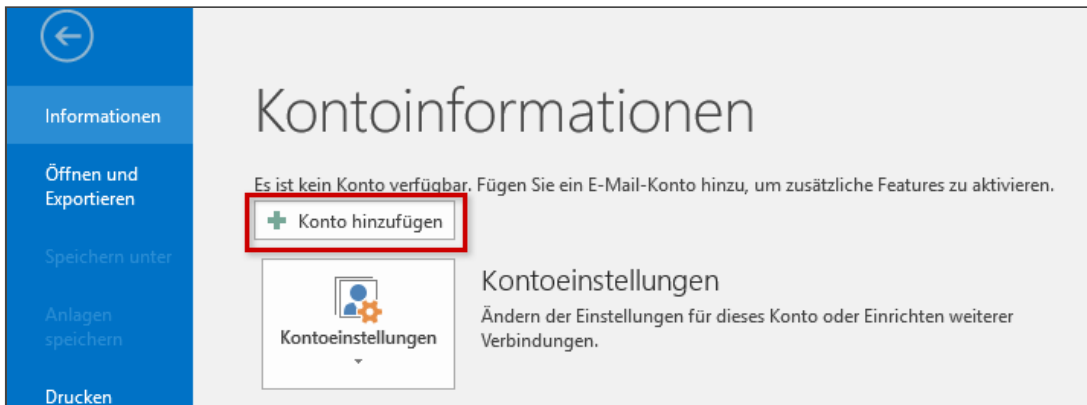 Informationen
Öffnen und
Exportieren
Speichern unter
Anlagen
speichern
Drucken
Kontoinformationen
Es ist kein Konto verfügbar. Fügen Sie ein E-Mail-Konto hinzu, um zusätzliche Features zu aktivieren.
Konto hinzufügen
Kontoeinstellungen
Kontoeinstellungen
Ändern der Einstellungen für dieses Konto oder Einrichten weiterer
Verbindungen.